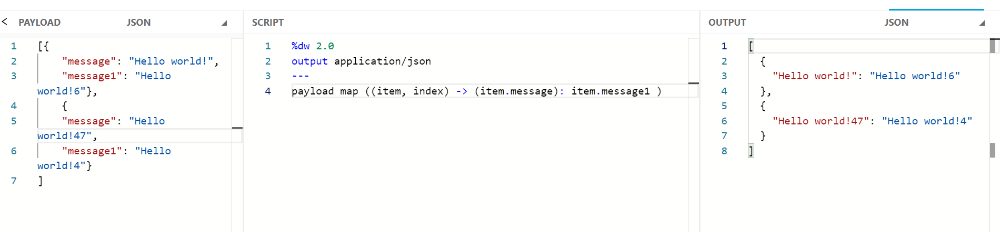 < PAYLOAD JSON
1 [{
2 "message": "Hello world!",
3 "message1": "Hello
world!6"},
4 {
5 "message": "Hello
world!47",
6 "message1": "Hello
world!4"}
7 ]
SCRIPT
1 %dw 2.0
2 output application/json
3 ---
4 payload map ((item, index) -> (item.message): item.message1 )
OUTPUT JSON
1 [
2 {
3 "Hello world!": "Hello world!6"
4 },
5 {
6 "Hello world!47": "Hello world!4"
7 }
8 ]